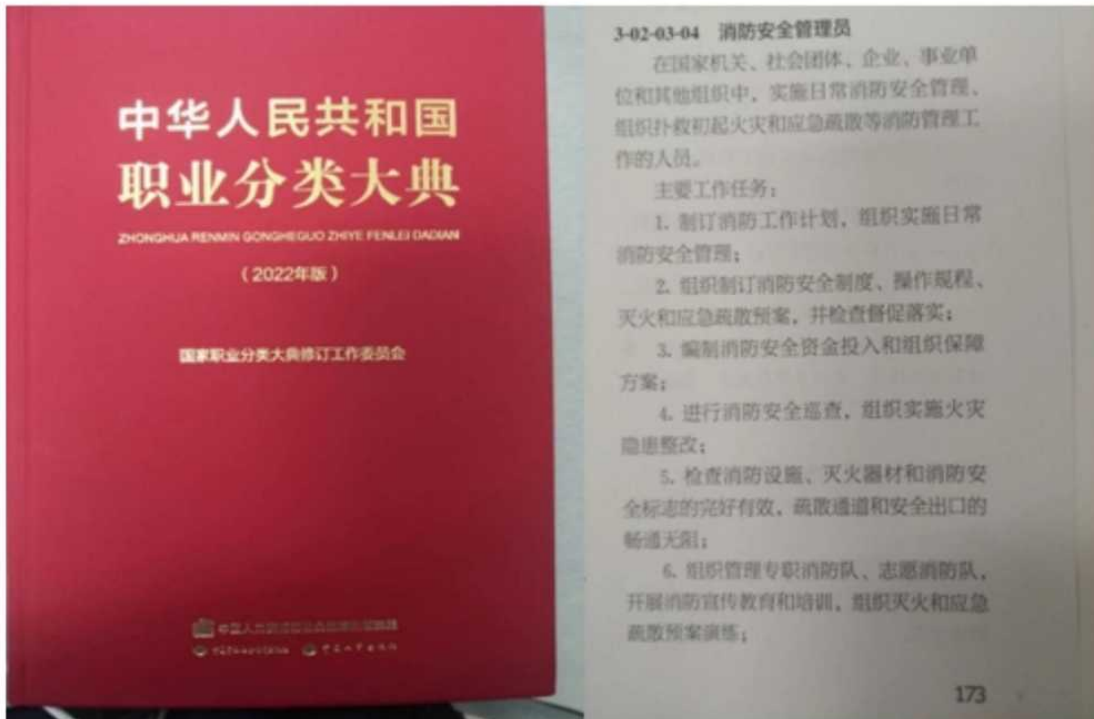 中华人民共和国
职业分类大典
ZHONGHUA RENMIN GONGHEGUO ZHIYE FENLEI DADIAN
（2022年版）
国家职业分类大典修订工作委员会
3-02-03-04 消防安全管理员
在国家机关、社会团体、企业、事业单
位和其他组织中，实施日常消防安全管理、
组织扑救初起火灾和应急疏散等消防管理工
作的人员。
主要工作任务：
1. 制订消防工作计划，组织实施日常
消防安全管理；
2. 组织制订消防安全制度、操作规程、
灭火和应急疏散预案，并检查督促落实；
3. 编制消防安全资金投入和组织保障
方案；
4. 进行消防安全巡查，组织实施火灾
隐患整改；
5. 检查消防设施、灭火器材和消防安
全标志的完好有效，疏散通道和安全出口的
畅通无阻；
6. 组织管理专职消防队、志愿消防队，
开展消防宣传教育和培训，组织灭火和应急
疏散预案演练；
173